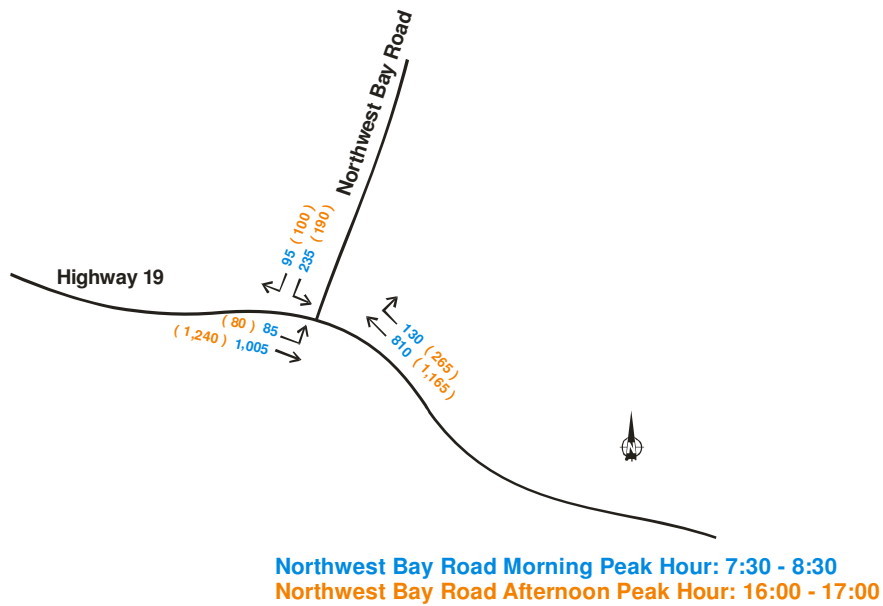 Northwest Bay Road
95 ( 100 )
235 ( 190 )
Highway 19
( 80 ) 85
( 1,240 ) 1,005
130 ( 265 )
810 ( 1,165 )
Northwest Bay Road Morning Peak Hour: 7:30 - 8:30
Northwest Bay Road Afternoon Peak Hour: 16:00 - 17:00